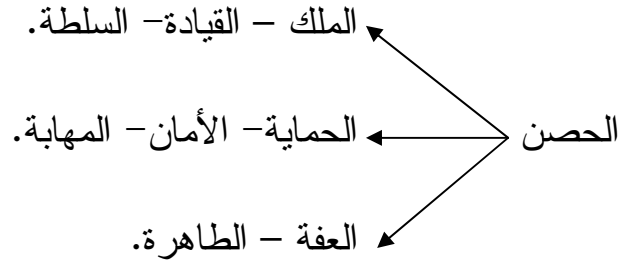 الملك – القيادة– السلطة.
الحصن
الحماية– الأمان– المهابة.
العفة – الطاهرة.